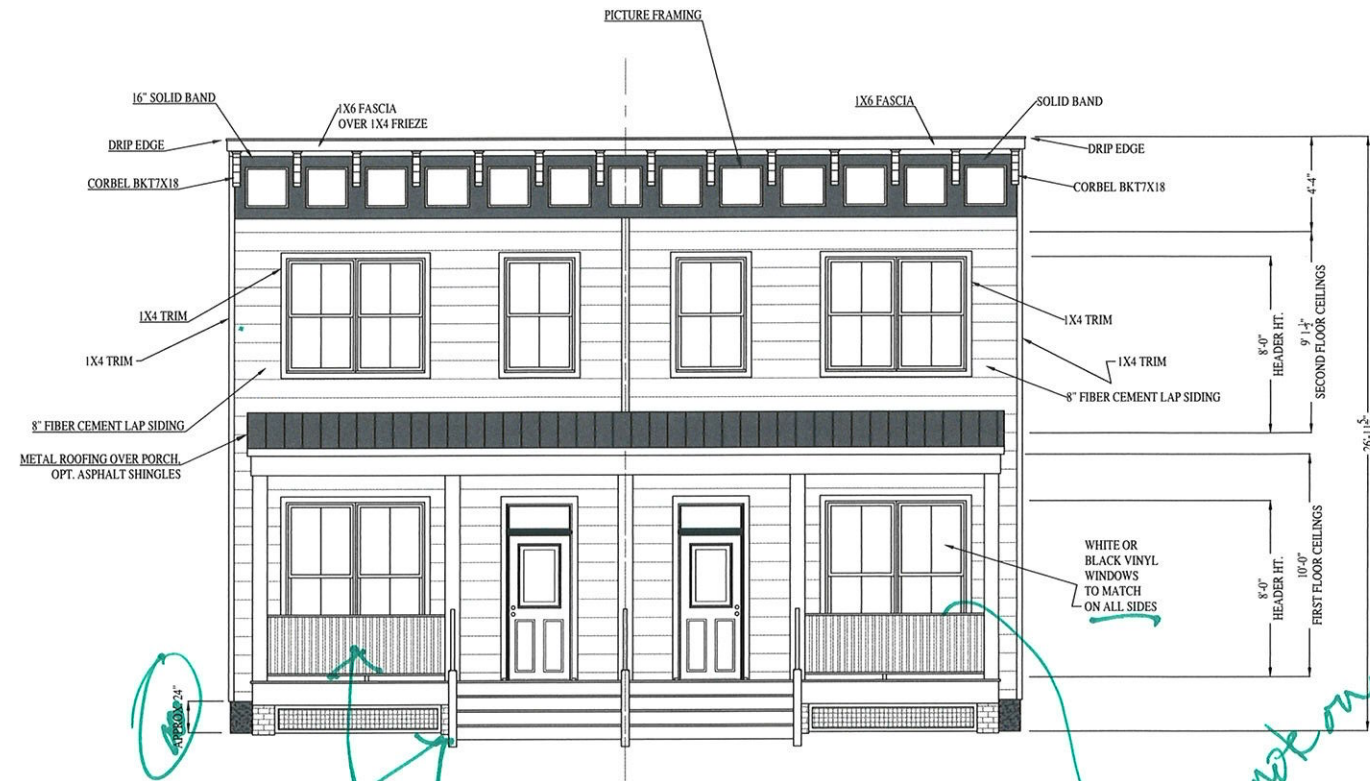 PICTURE FRAMING
16" SOLID BAND
1X6 FASCIA
OVER 1X4 FRIEZE
1X6 FASCIA
SOLID BAND
DRIP EDGE
DRIP EDGE
CORBEL BKT7X18
CORBEL BKT7X18
4'-4"
1X4 TRIM
1X4 TRIM
1X4 TRIM
1X4 TRIM
8'-0"
HEADER HT.
9' 1-1/2"
SECOND FLOOR CEILINGS
8" FIBER CEMENT LAP SIDING
8" FIBER CEMENT LAP SIDING
METAL ROOFING OVER PORCH,
OPT. ASPHALT SHINGLES
WHITE OR
BLACK VINYL
WINDOWS
TO MATCH
ON ALL SIDES
8'-0"
HEADER HT.
10'-0"
FIRST FLOOR CEILINGS
APPROX. 24"
not on